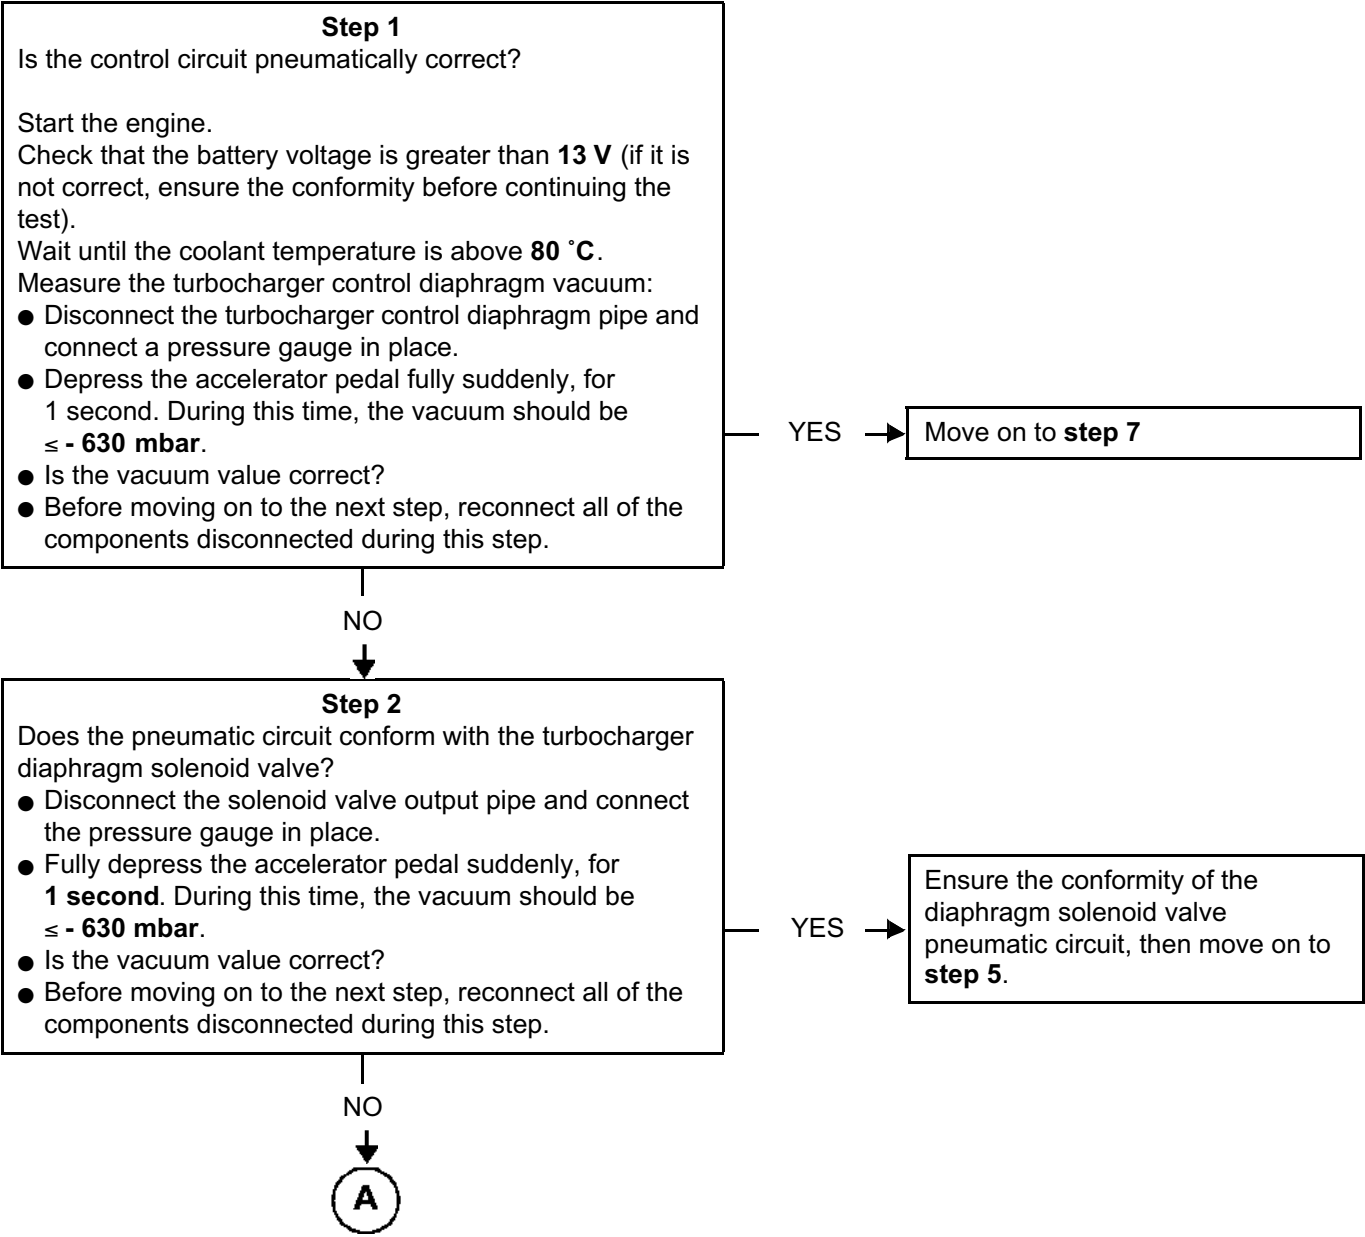 Step 1
Is the control circuit pneumatically correct?
Start the engine.
Check that the battery voltage is greater than 13 V (if it is
not correct, ensure the conformity before continuing the
test).
Wait until the coolant temperature is above 80 ˚C.
Measure the turbocharger control diaphragm vacuum:
● Disconnect the turbocharger control diaphragm pipe and
connect a pressure gauge in place.
● Depress the accelerator pedal fully suddenly, for
1 second. During this time, the vacuum should be
≤ - 630 mbar.
● Is the vacuum value correct?
● Before moving on to the next step, reconnect all of the
components disconnected during this step.
YES
Move on to step 7
NO
Step 2
Does the pneumatic circuit conform with the turbocharger
diaphragm solenoid valve?
● Disconnect the solenoid valve output pipe and connect
the pressure gauge in place.
● Fully depress the accelerator pedal suddenly, for
1 second. During this time, the vacuum should be
≤ - 630 mbar.
● Is the vacuum value correct?
● Before moving on to the next step, reconnect all of the
components disconnected during this step.
YES
Ensure the conformity of the
diaphragm solenoid valve
pneumatic circuit, then move on to
step 5.
NO
A